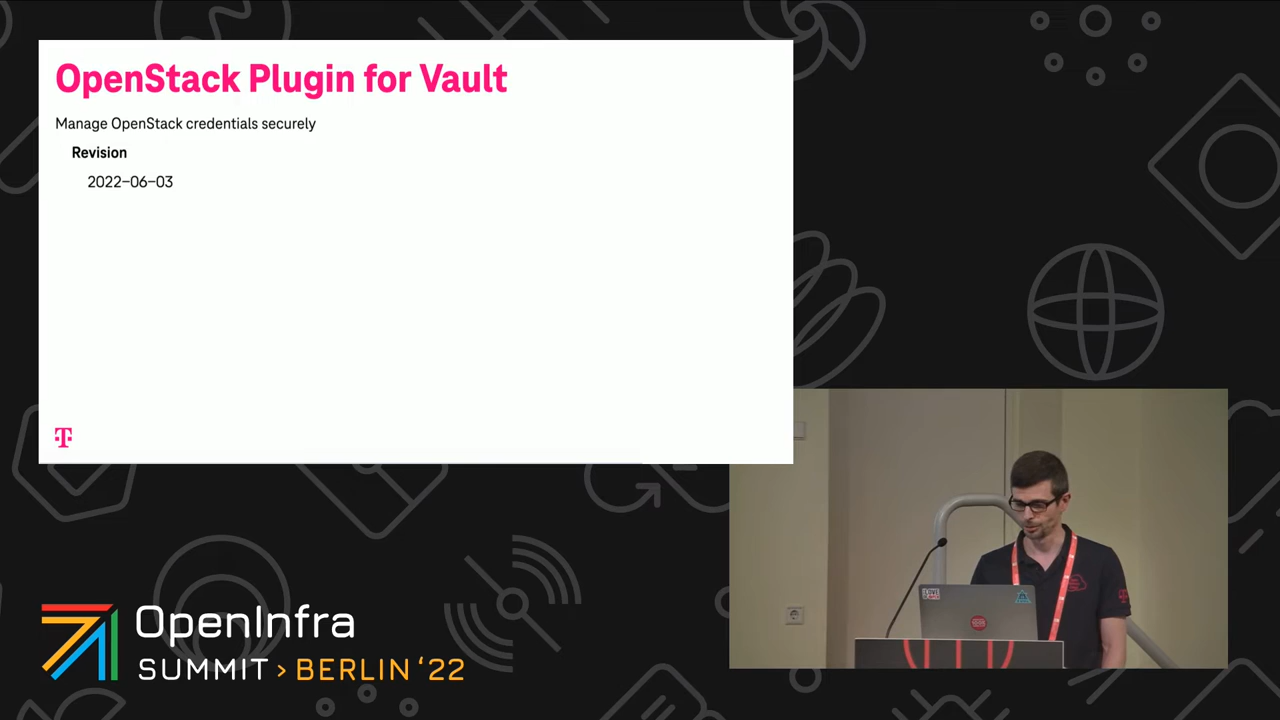 OpenStack Plugin for Vault
Manage OpenStack credentials securely
Revision
2022-06-03
T
OpenInfra
SUMMIT > BERLIN ‘22